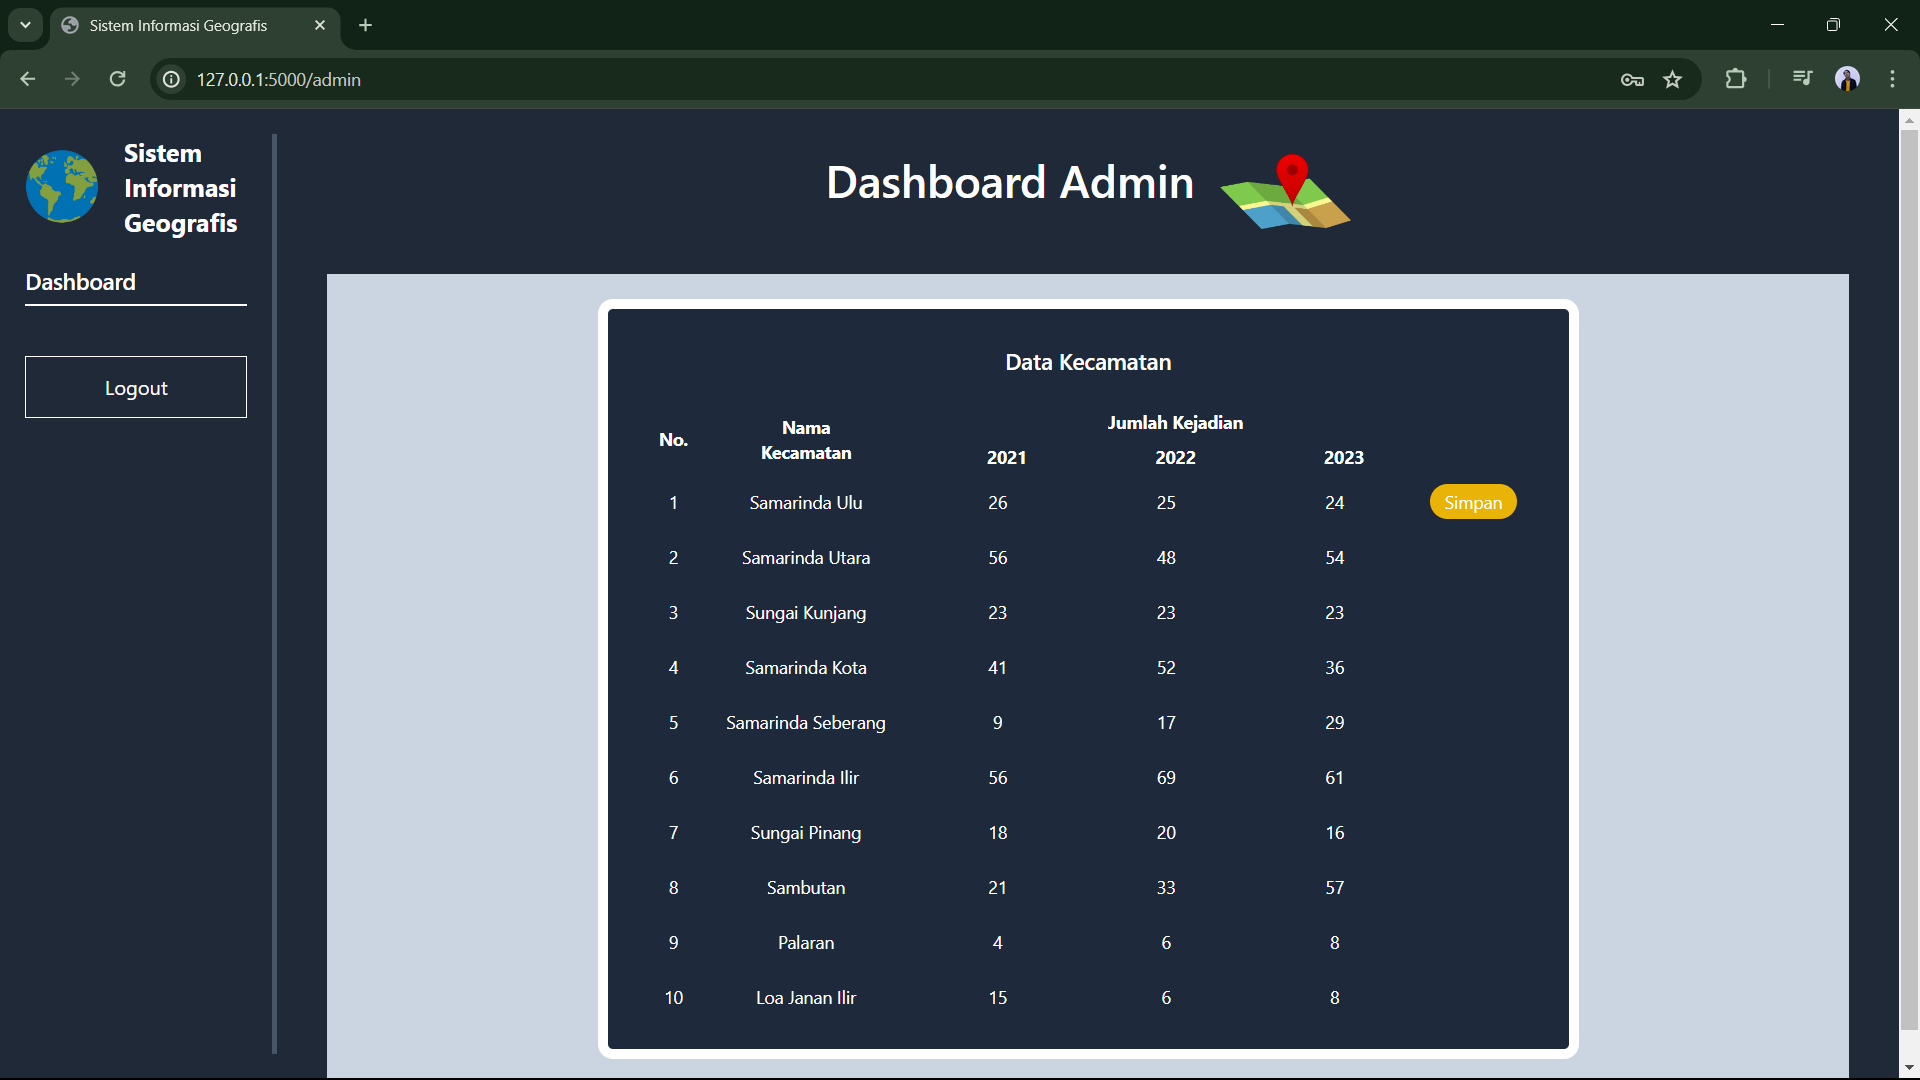 Sistem Informasi Geografis
127.0.0.1:5000/admin
Sistem
Informasi
Geografis
Dashboard
Logout
Dashboard Admin
Data Kecamatan
No.
Nama
Kecamatan
Jumlah Kejadian
2021 2022 2023
1 Samarinda Ulu 26 25 24 Simpan
2 Samarinda Utara 56 48 54
3 Sungai Kunjang 23 23 23
4 Samarinda Kota 41 52 36
5 Samarinda Seberang 9 17 29
6 Samarinda Ilir 56 69 61
7 Sungai Pinang 18 20 16
8 Sambutan 21 33 57
9 Palaran 4 6 8
10 Loa Janan Ilir 15 6 8